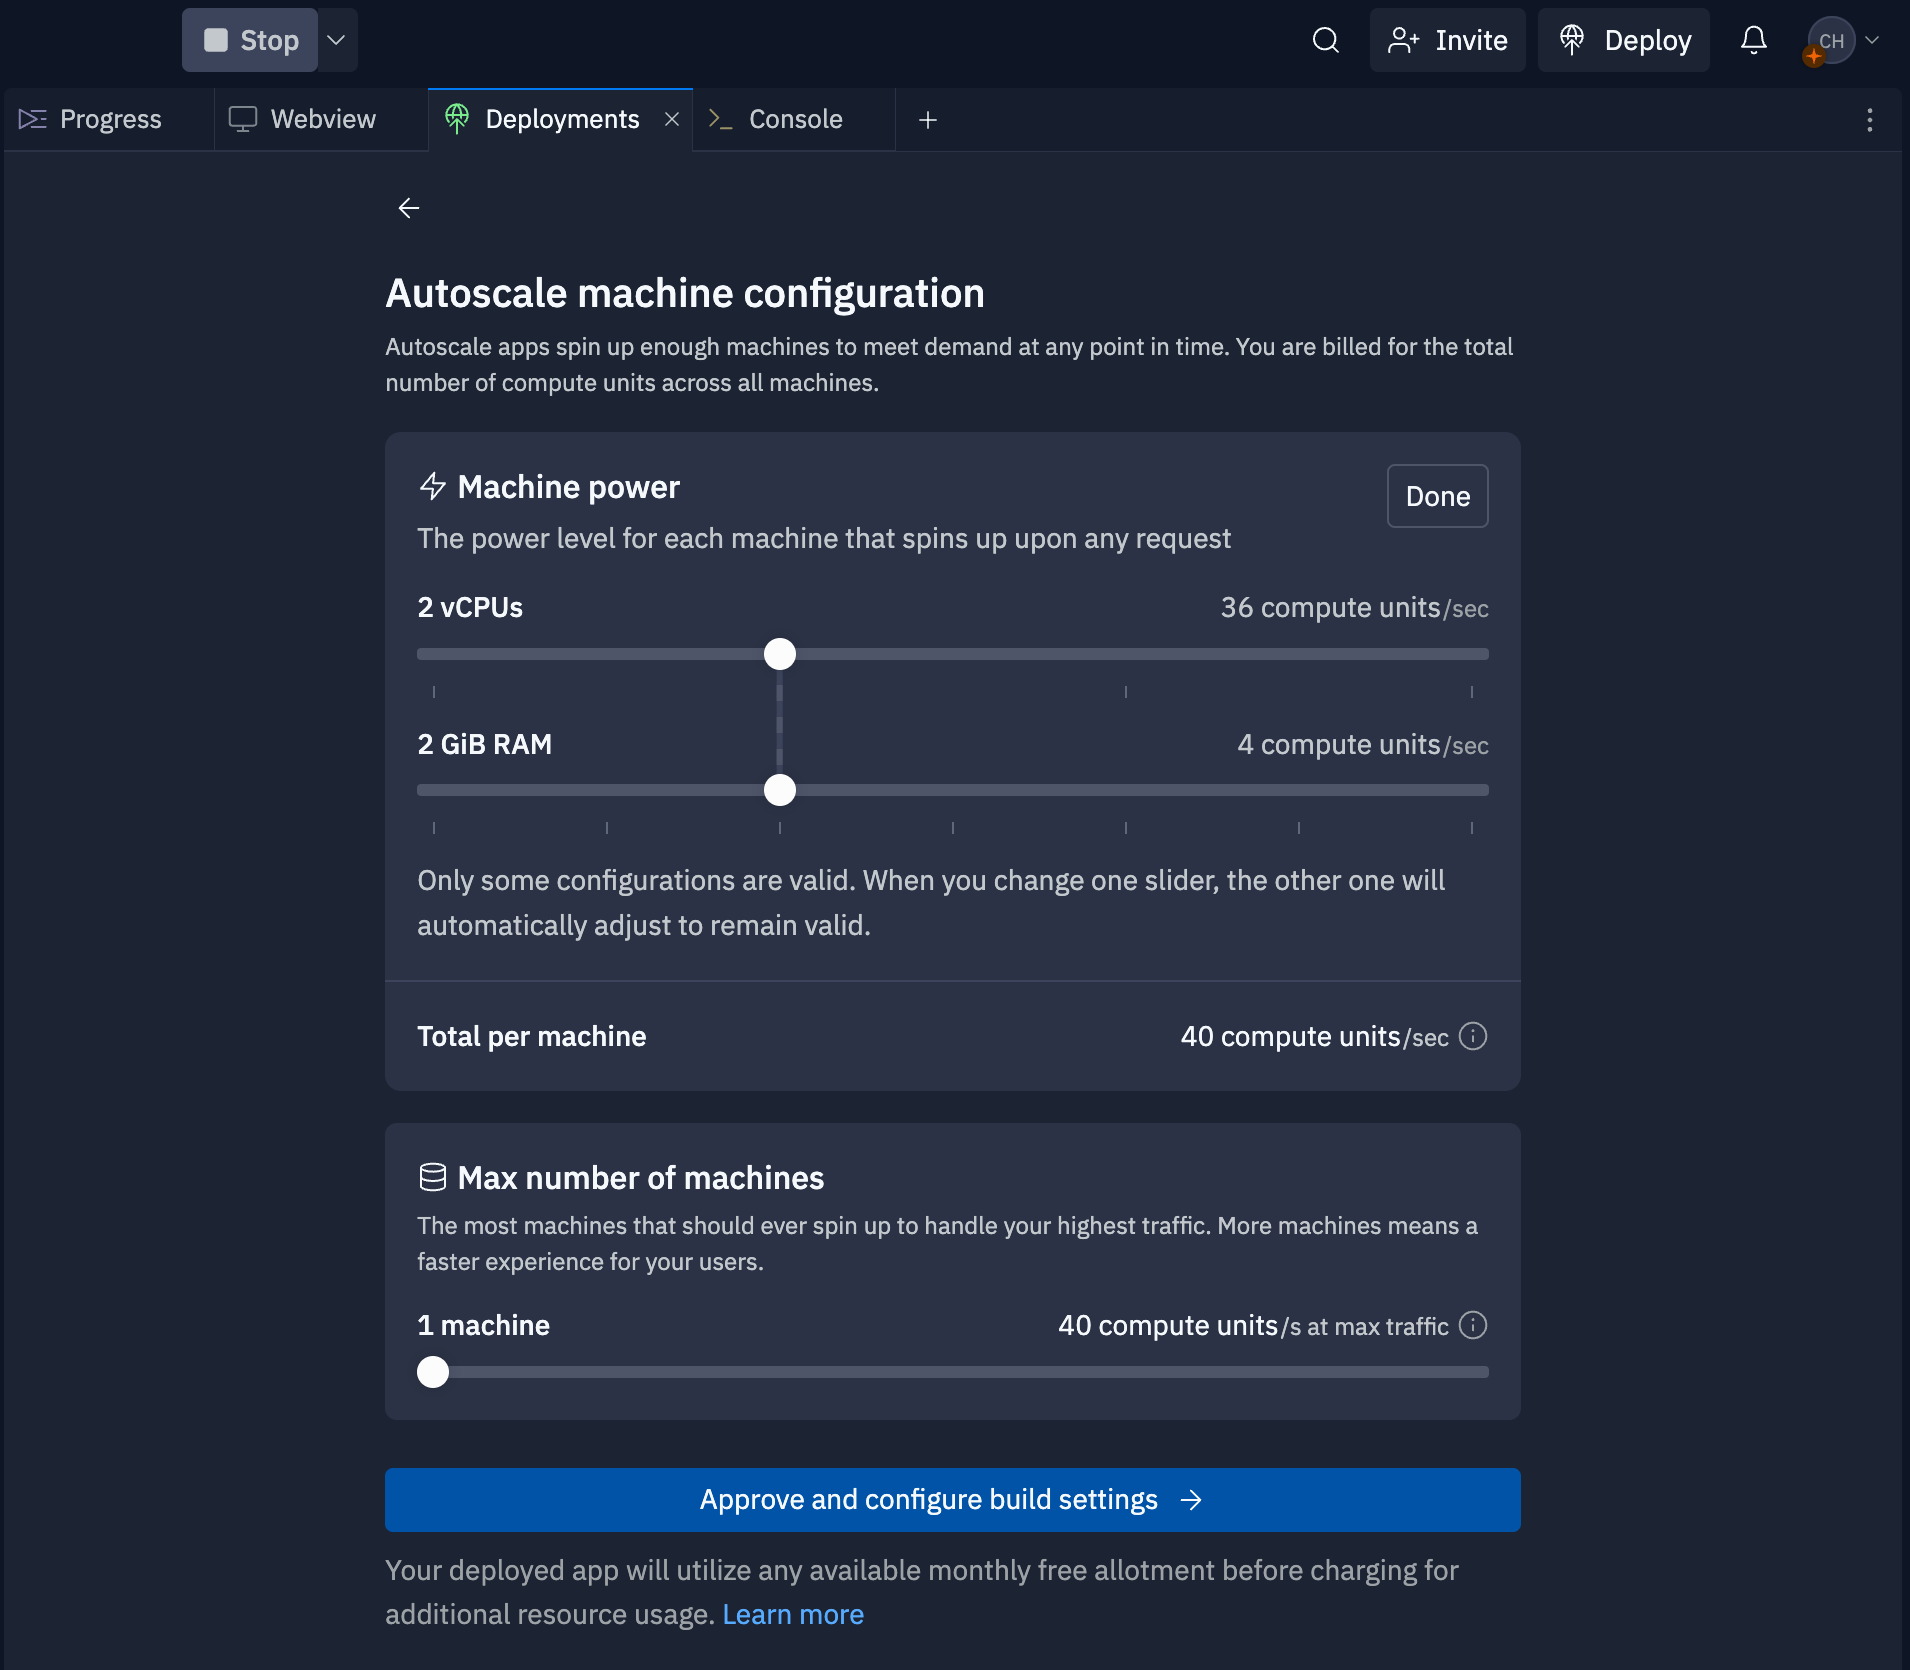 Stop
Invite
Deploy
CH
Progress
Webview
Deployments
Console
Autoscale machine configuration
Autoscale apps spin up enough machines to meet demand at any point in time. You are billed for the total
number of compute units across all machines.
Machine power
Done
The power level for each machine that spins up upon any request
2 vCPUs
36 compute units/sec
2 GiB RAM
4 compute units/sec
Only some configurations are valid. When you change one slider, the other one will
automatically adjust to remain valid.
Total per machine
40 compute units/sec
Max number of machines
The most machines that should ever spin up to handle your highest traffic. More machines means a
faster experience for your users.
1 machine
40 compute units/s at max traffic
Approve and configure build settings
Your deployed app will utilize any available monthly free allotment before charging for
additional resource usage. Learn more